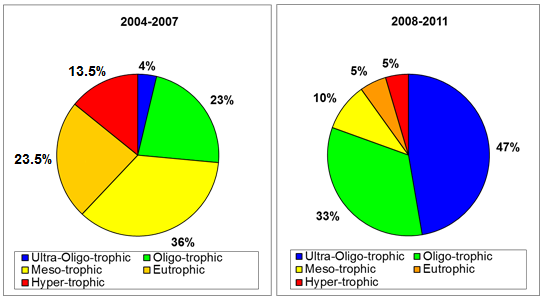 2004-2007
4%
13.5%
23%
23.5%
36%
Ultra-Oligo-trophic Oligo-trophic
Meso-trophic Eutrophic
Hyper-trophic
2008-2011
5%
5%
10%
47%
33%
Ultra-Oligo-trophic Oligo-trophic
Meso-trophic Eutrophic
Hyper-trophic